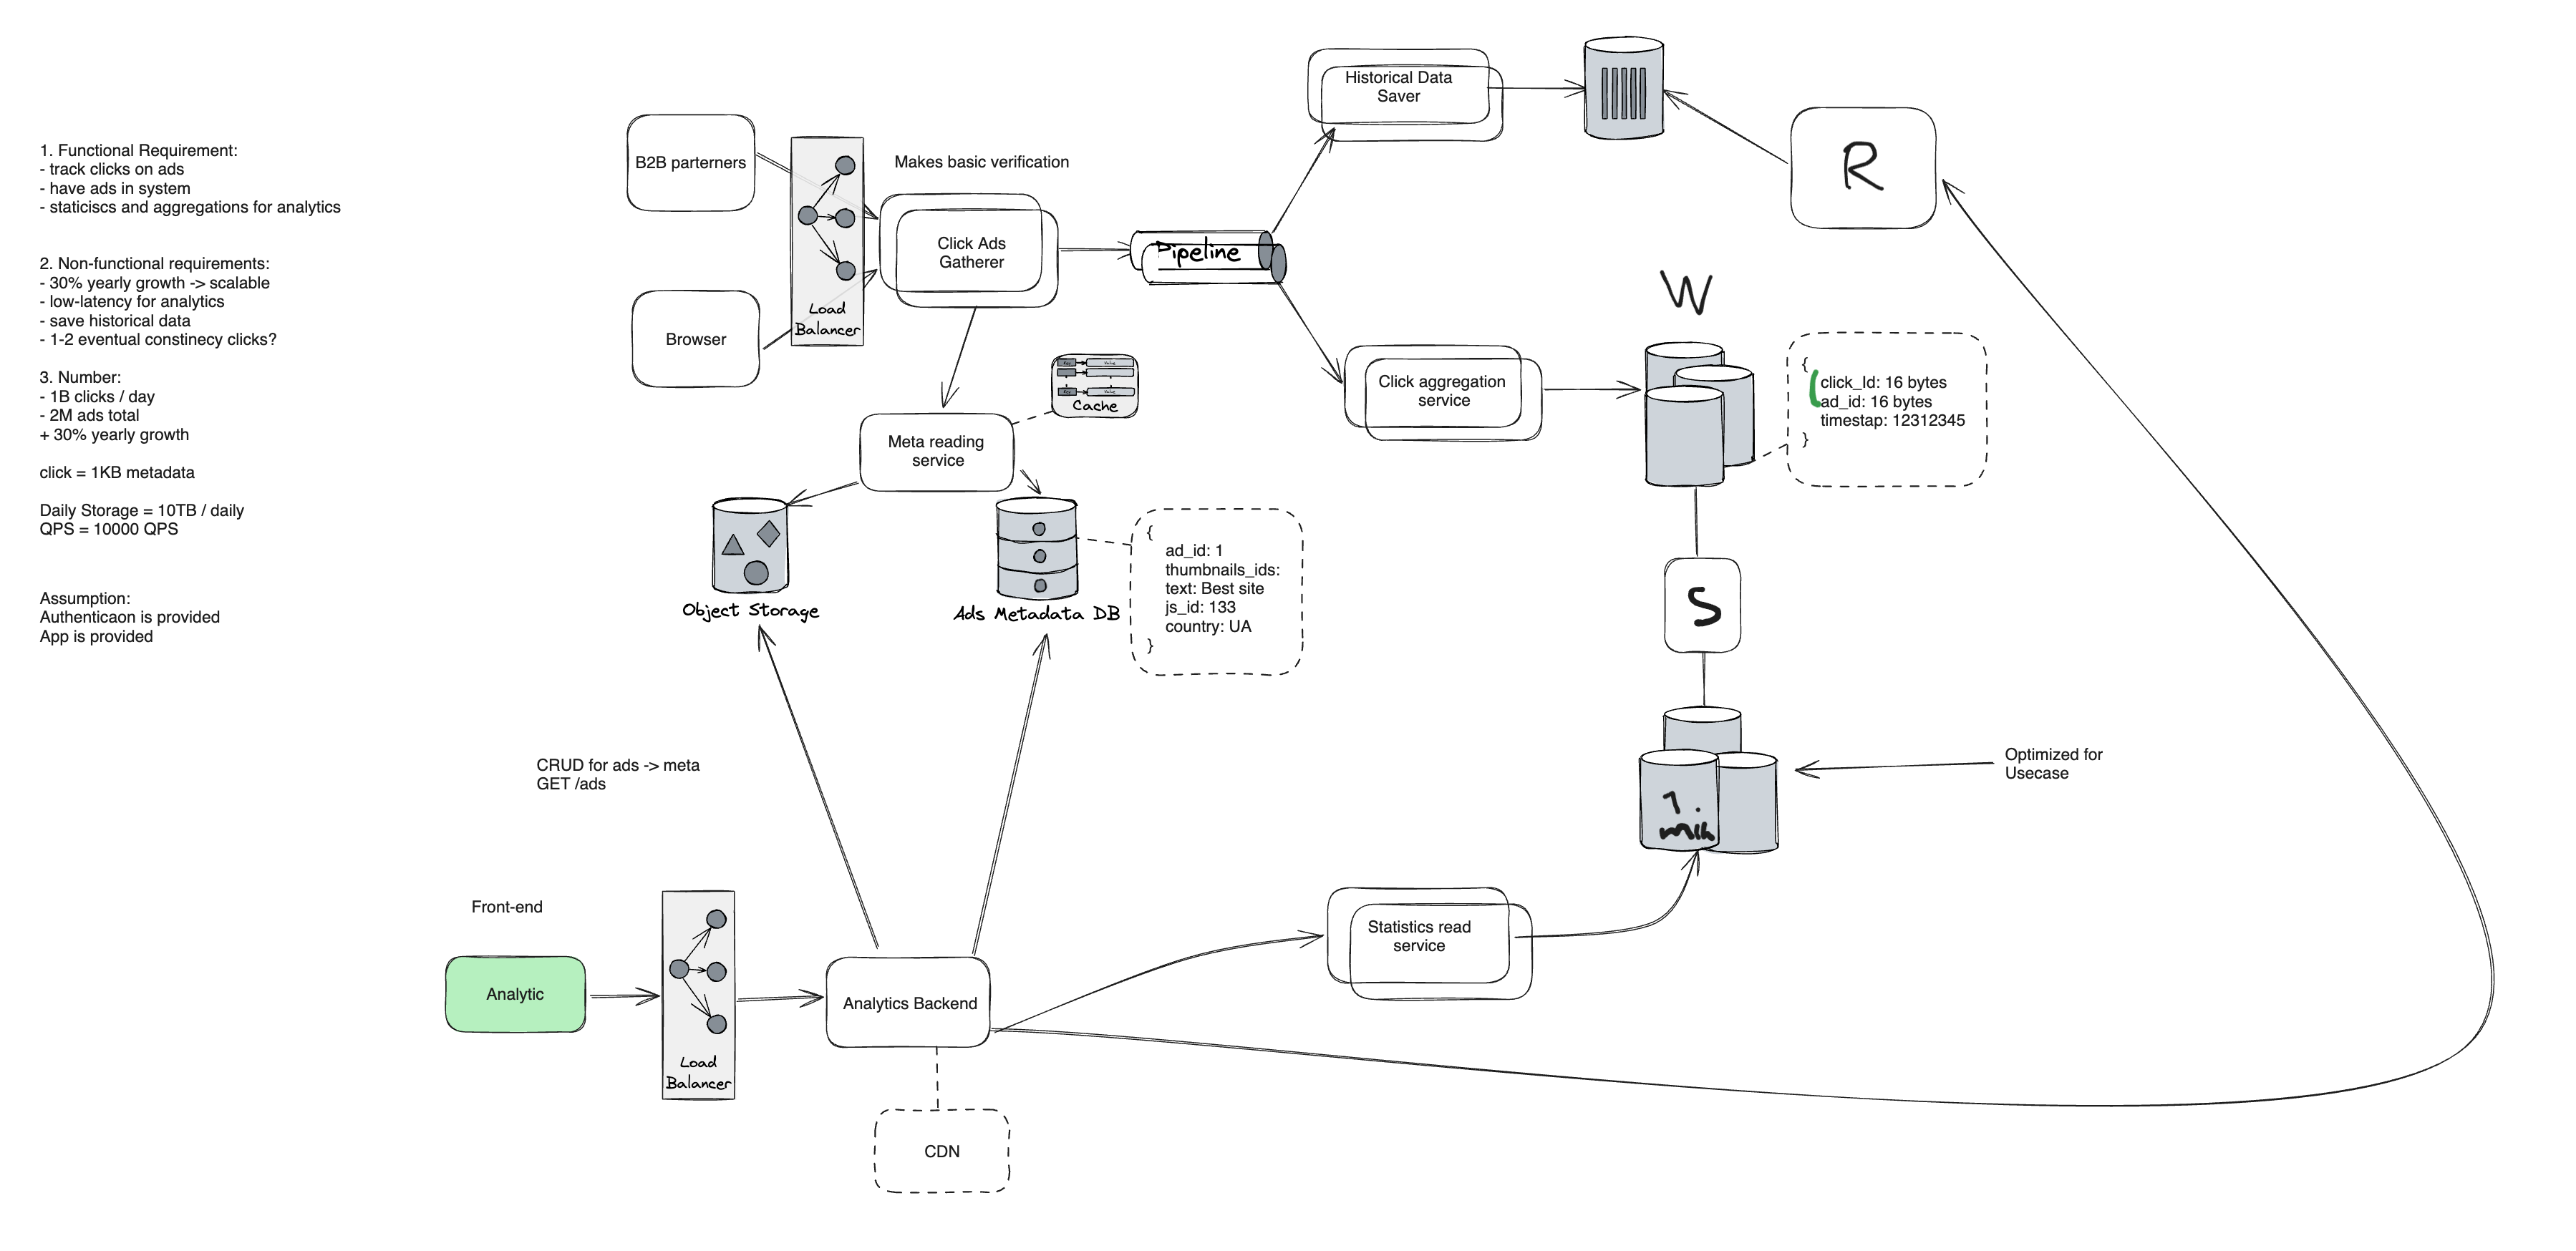 1. Functional Requirement:
- track clicks on ads
- have ads in system
- staticiscs and aggregations for analytics
2. Non-functional requirements:
- 30% yearly growth -> scalable
- low-latency for analytics
- save historical data
- 1-2 eventual constinecy clicks?
3. Number:
- 1B clicks / day
- 2M ads total
+ 30% yearly growth
click = 1KB metadata
Daily Storage = 10TB / daily
QPS = 10000 QPS
Assumption:
Authenticaon is provided
App is provided
B2B parterners
Browser
Load
Balancer
Makes basic verification
Click Ads
Gatherer
Pipeline
Historical Data
Saver
R
W
Click aggregation
service
{
click_Id: 16 bytes
ad_id: 16 bytes
timestap: 12312345
}
Cache
Meta reading
service
Object Storage
Ads Metadata DB
{
ad_id: 1
thumbnails_ids:
text: Best site
js_id: 133
country: UA
}
S
CRUD for ads -> meta
GET /ads
Optimized for
Usecase
1.
min
Front-end
Analytic
Load
Balancer
Analytics Backend
Statistics read
service
CDN